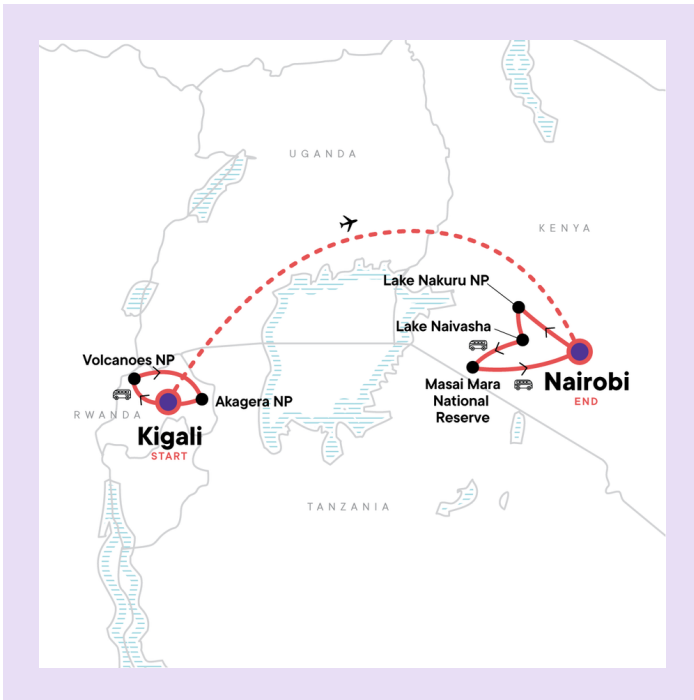 UGANDA
KENYA
Lake Nakuru NP
Lake Naivasha
Masai Mara
National
Reserve
Nairobi
END
Volcanoes NP
RWANDA
Akagera NP
Kigali
START
TANZANIA